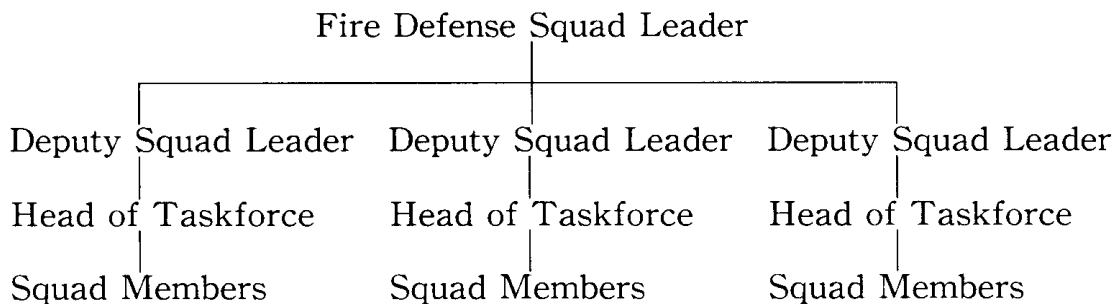 Fire Defense Squad Leader
Deputy Squad Leader Deputy Squad Leader Deputy Squad Leader
Head of Taskforce Head of Taskforce Head of Taskforce
Squad Members Squad Members Squad Members